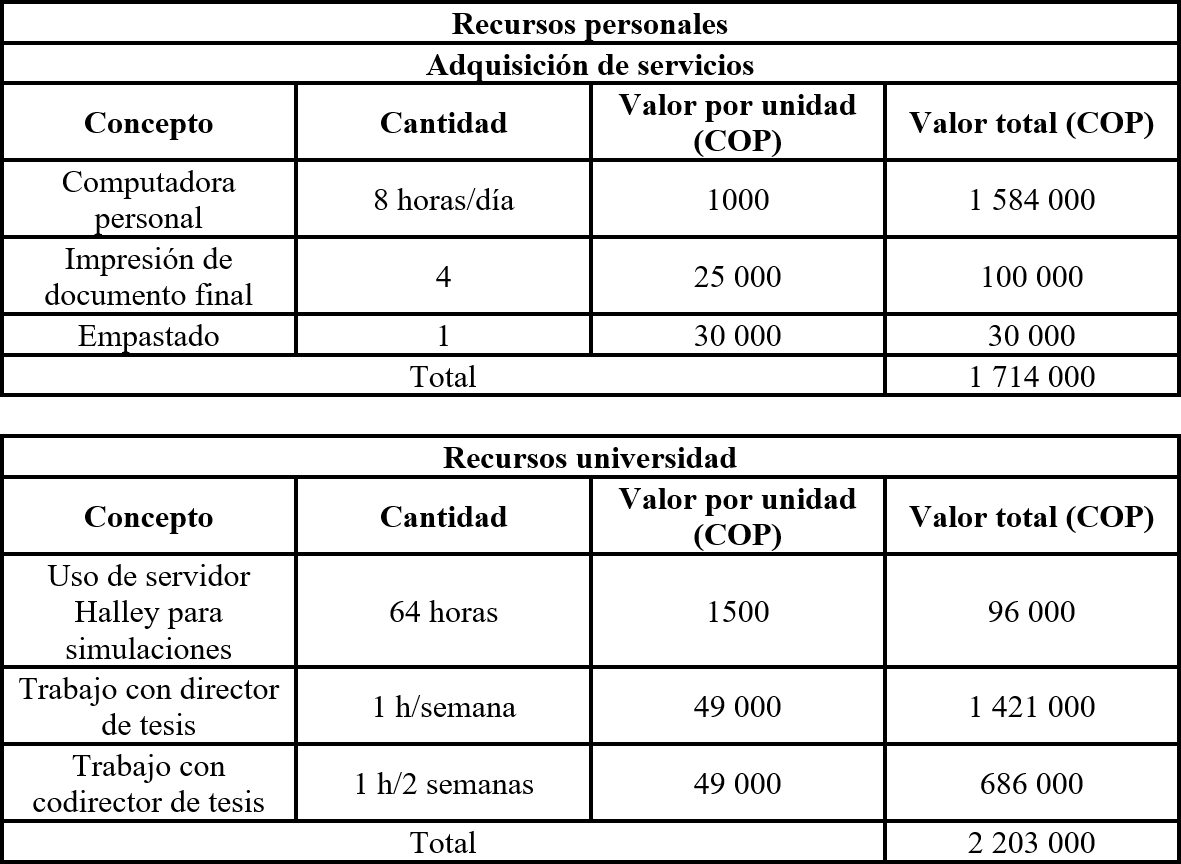 Recursos personales
Adquisición de servicios
Concepto Cantidad Valor por unidad (COP) Valor total (COP)
Computadora personal 8 horas/día 1000 1 584 000
Impresión de documento final 4 25 000 100 000
Empastado 1 30 000 30 000
Total 1 714 000
Recursos universidad
Concepto Cantidad Valor por unidad (COP) Valor total (COP)
Uso de servidor Halley para simulaciones 64 horas 1500 96 000
Trabajo con director de tesis 1 h/semana 49 000 1 421 000
Trabajo con codirector de tesis 1 h/2 semanas 49 000 686 000
Total 2 203 000